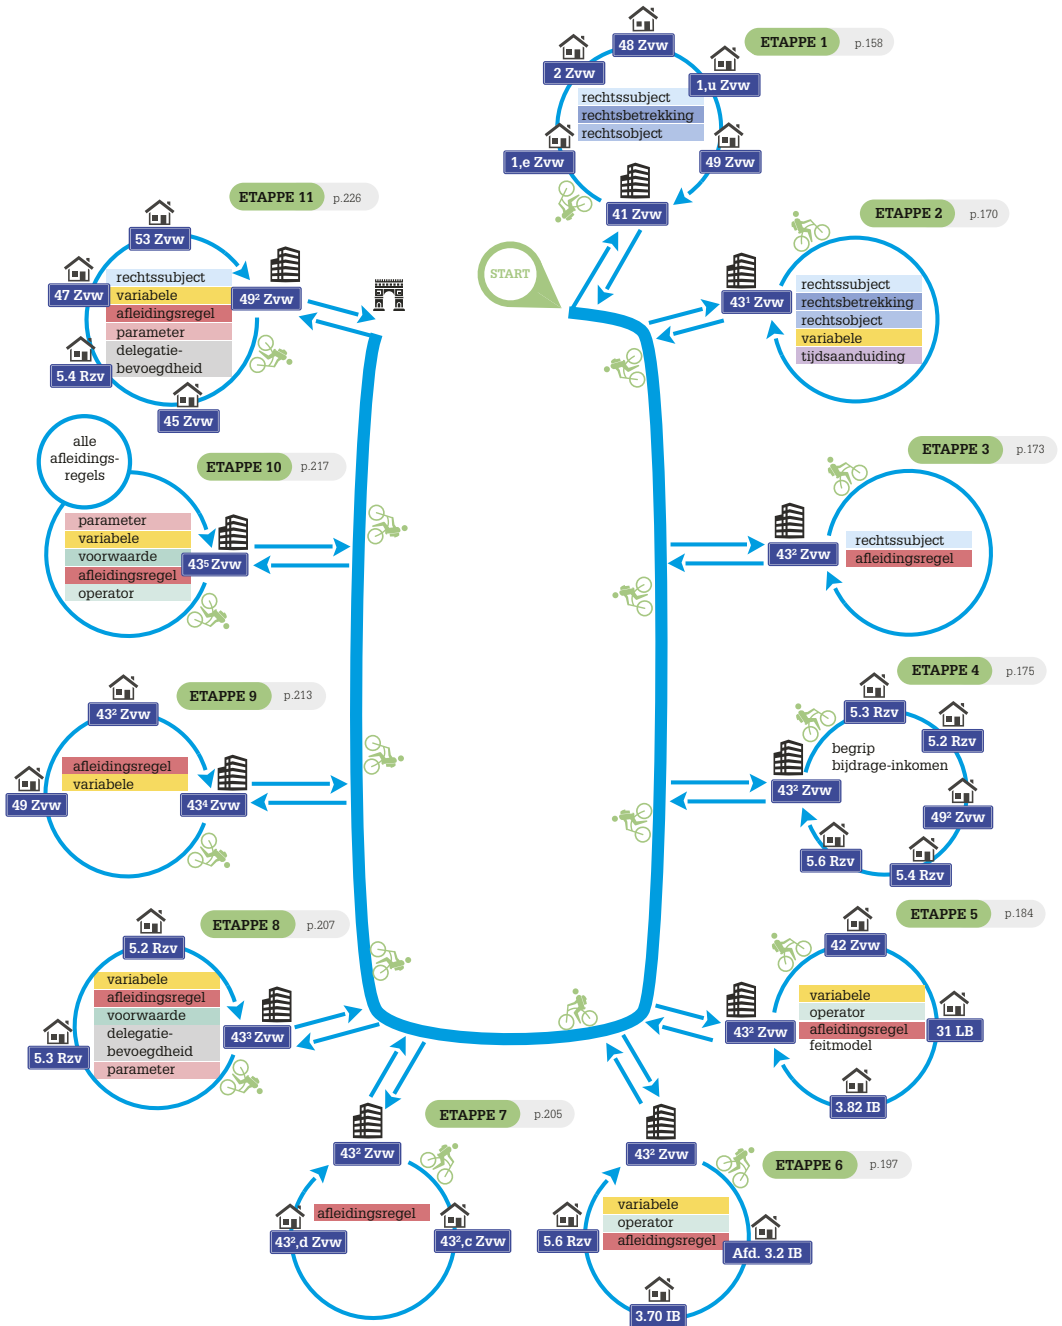 ETAPPE 1 p.158
48 Zvw
2 Zvw
1,u Zvw
rechtssubject
rechtsbetrekking
rechtsobject
1,e Zvw
49 Zvw
41 Zvw
START
ETAPPE 2 p.170
43¹ Zvw
rechtssubject
rechtsbetrekking
rechtsobject
variabele
tijdsaanduiding
ETAPPE 3 p.173
43² Zvw
rechtssubject
afleidingsregel
ETAPPE 4 p.175
5.3 Rzv
5.2 Rzv
begrip
bijdrage-inkomen
43² Zvw
49² Zvw
5.6 Rzv
5.4 Rzv
ETAPPE 5 p.184
42 Zvw
43² Zvw
variabele
operator
afleidingsregel
feitmodel
31 LB
3.82 IB
ETAPPE 6 p.197
43² Zvw
variabele
operator
afleidingsregel
5.6 Rzv
Afd. 3.2 IB
3.70 IB
ETAPPE 7 p.205
43² Zvw
afleidingsregel
43²,d Zvw
43²,c Zvw
ETAPPE 8 p.207
5.2 Rzv
variabele
afleidingsregel
voorwaarde
delegatie-
bevoegdheid
parameter
43³ Zvw
5.3 Rzv
ETAPPE 9 p.213
43² Zvw
afleidingsregel
variabele
49 Zvw
43⁴ Zvw
ETAPPE 10 p.217
alle
afleidings-
regels
parameter
variabele
voorwaarde
afleidingsregel
operator
43⁵ Zvw
ETAPPE 11 p.226
53 Zvw
47 Zvw
rechtssubject
variabele
afleidingsregel
parameter
delegatie-
bevoegdheid
49² Zvw
5.4 Rzv
45 Zvw